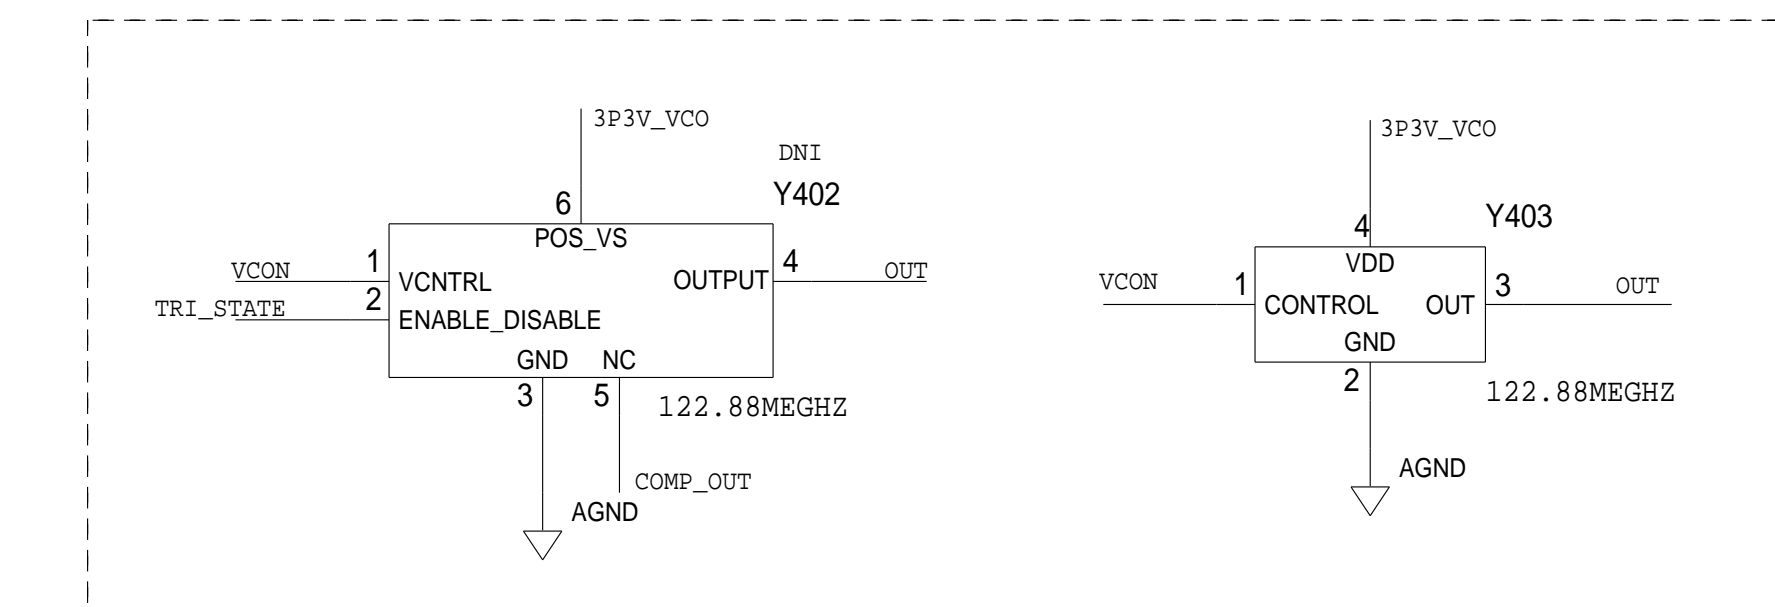 3P3V_VCO
DNI
Y402
6
POS_VS
VCON
1
VCNTRL
OUTPUT
4
OUT
TRI_STATE
2
ENABLE_DISABLE
GND
NC
3
5
122.88MEGHZ
COMP_OUT
AGND
3P3V_VCO
Y403
4
VDD
VCON
1
CONTROL
OUT
3
OUT
GND
2
122.88MEGHZ
AGND